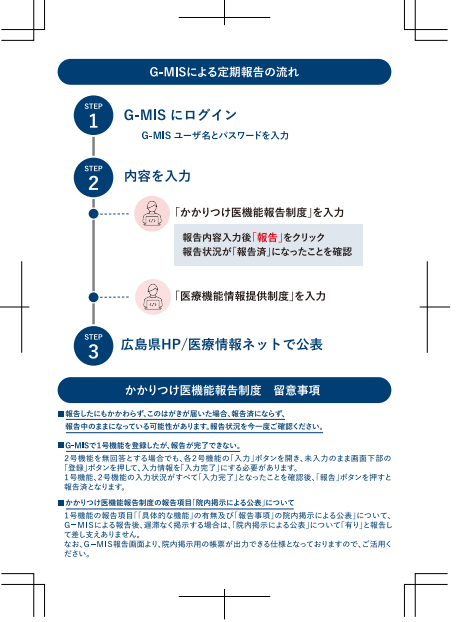 G-MISによる定期報告の流れ
STEP
1
G-MIS にログイン
G-MIS ユーザ名とパスワードを入力
STEP
2
内容を入力
「かかりつけ医機能報告制度」を入力
報告内容入力後「報告」をクリック
報告状況が「報告済」になったことを確認
「医療機能情報提供制度」を入力
STEP
3
広島県HP/医療情報ネットで公表
かかりつけ医機能報告制度 留意事項
■報告したにもかかわらず、このはがきが届いた場合、報告済にならず、
報告中のままになっている可能性があります。報告状況を今一度ご確認ください。
■G-MISで1号機能を登録したが、報告が完了できない。
2号機能を無回答とする場合でも、各2号機能の「入力」ボタンを開き、未入力のまま画面下部の
「登録」ボタンを押して、入力情報を「入力完了」にする必要があります。
1号機能、2号機能の入力状況がすべて「入力完了」となったことを確認後、「報告」ボタンを押すと
報告済となります。
■かかりつけ医機能報告制度の報告項目「院内掲示による公表」について
1号機能の報告項目「「具体的な機能」の有無及び「報告事項」の院内掲示による公表」について、
G-MISによる報告後、遅滞なく掲示する場合は、「院内掲示による公表」について「有り」と報告し
て差し支えありません。
なお、G-MIS報告画面より、院内掲示用の帳票が出力できる仕様となっておりますので、ご活用く
ださい。